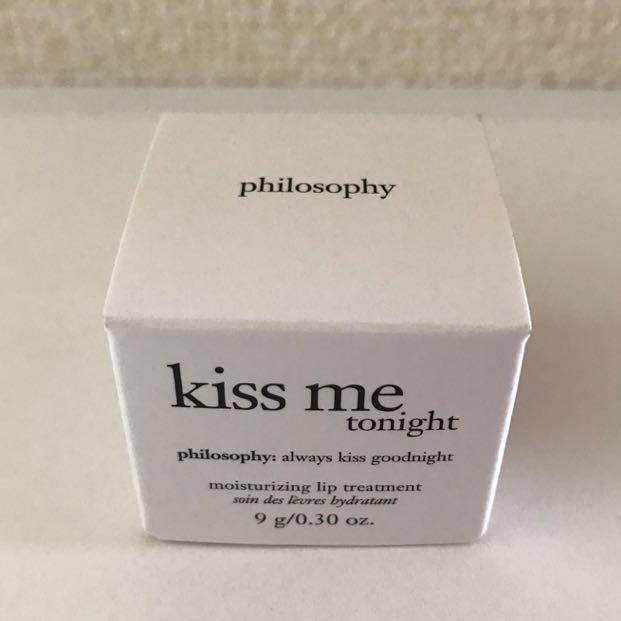 philosophy
kiss me
tonight
philosophy: always kiss goodnight
moisturizing lip treatment
soin des lèvres hydratant
9 g/0.30 oz.